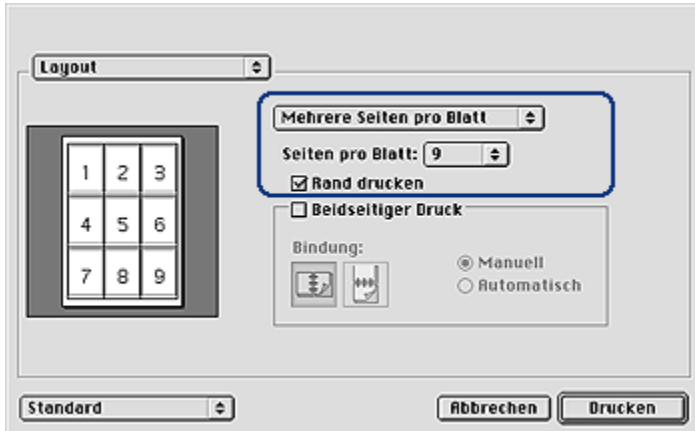 Layout
Mehrere Seiten pro Blatt
Seiten pro Blatt: 9
Rand drucken
1 2 3
4 5 6
7 8 9
Beidseitiger Druck
Bindung:
Manuell
Automatisch
Standard
Abbrechen
Drucken